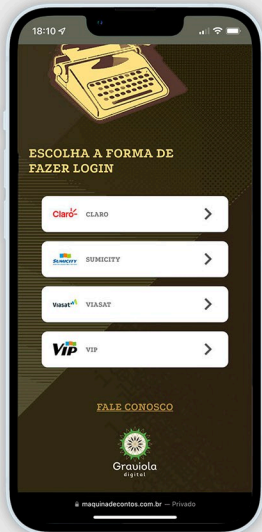 18:10
ESCOLHA A FORMA DE
FAZER LOGIN
Claro CLARO
SUMICITY SUMICITY
Viasat VIASAT
VIP VIP
FALE CONOSCO
Graviola
digital
maquinadecontos.com.br — Privado